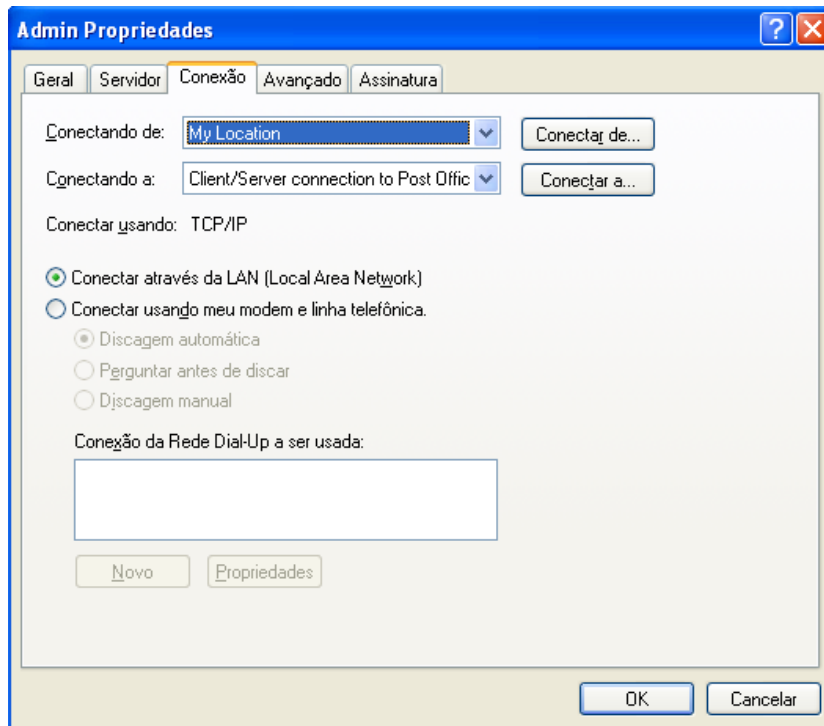 Admin Propriedades
Geral Servidor Conexão Avançado Assinatura
Conectando de: My Location Conectar de...
Conectando a: Client/Server connection to Post Offic Conectar a...
Conectar usando: TCP/IP
Conectar através da LAN (Local Area Network)
Conectar usando meu modem e linha telefônica.
Discagem automática
Perguntar antes de discar
Discagem manual
Conexão da Rede Dial-Up a ser usada:
Novo Propriedades
OK Cancelar